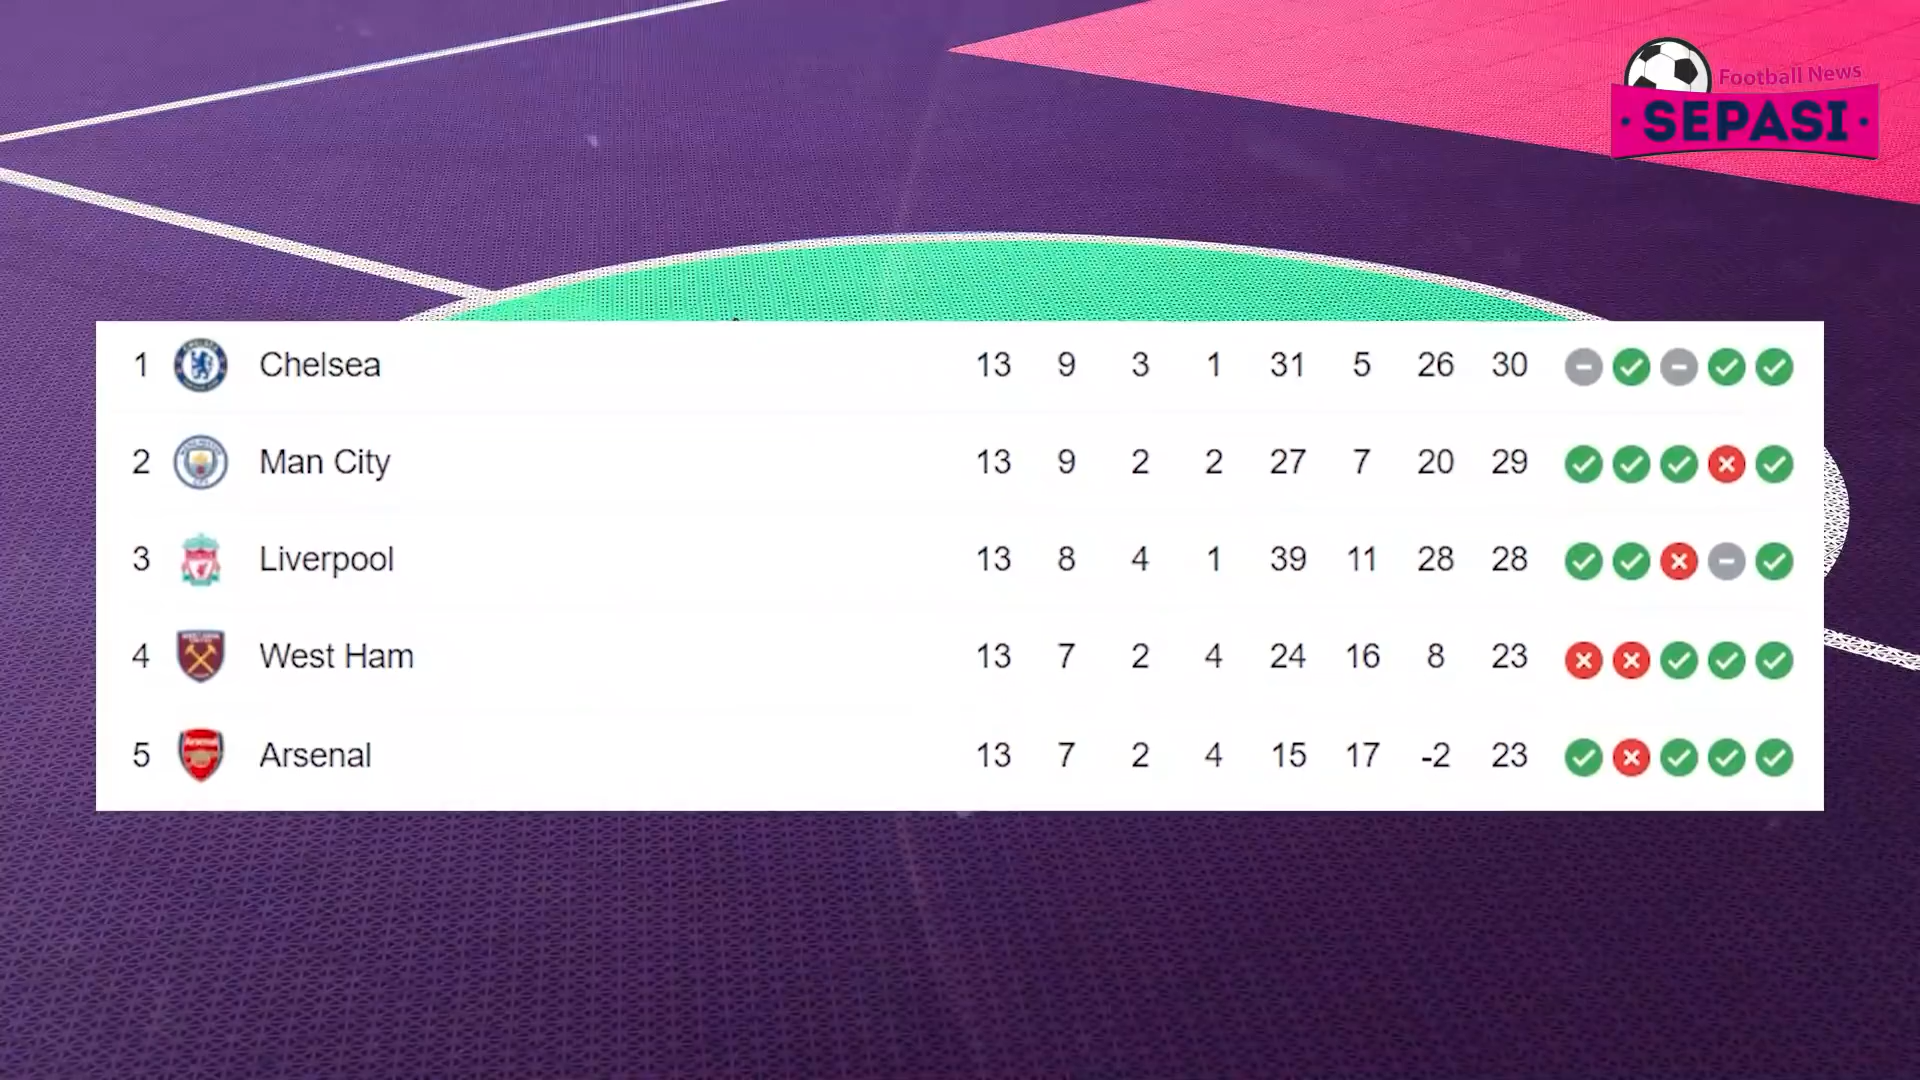 Football News
· SEPASI ·
1 Chelsea 13 9 3 1 31 5 26 30
2 Man City 13 9 2 2 27 7 20 29
3 Liverpool 13 8 4 1 39 11 28 28
4 West Ham 13 7 2 4 24 16 8 23
5 Arsenal 13 7 2 4 15 17 -2 23